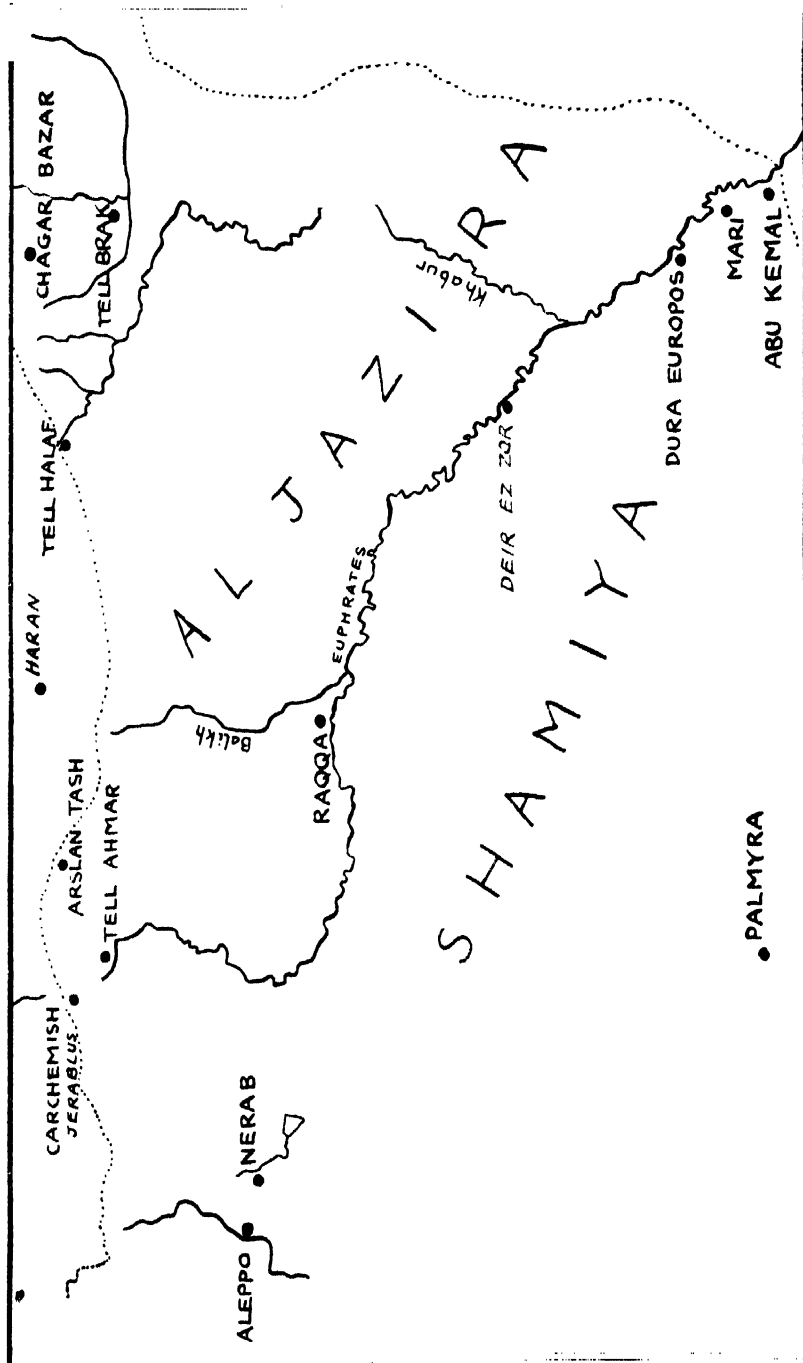 CARCHEMISH
JERABLUS
ARSLAN TASH
TELL AHMAR
HARAN
TELL HALAF
CHAGAR BAZAR
TELL BRAK
ALEPPO
NERAB
Balikh
RAQQA
EUPHRATES
AL JAZIRA
Khabur
DEIR EZ ZOR
SHAMIYA
DURA EUROPOS
MARI
ABU KEMAL
PALMYRA